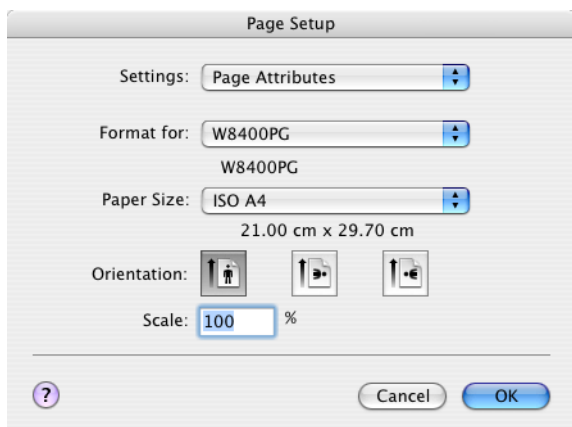 Page Setup
Settings: Page Attributes
Format for: W8400PG
W8400PG
Paper Size: ISO A4
21.00 cm x 29.70 cm
Orientation:
Scale: 100 %
? Cancel OK